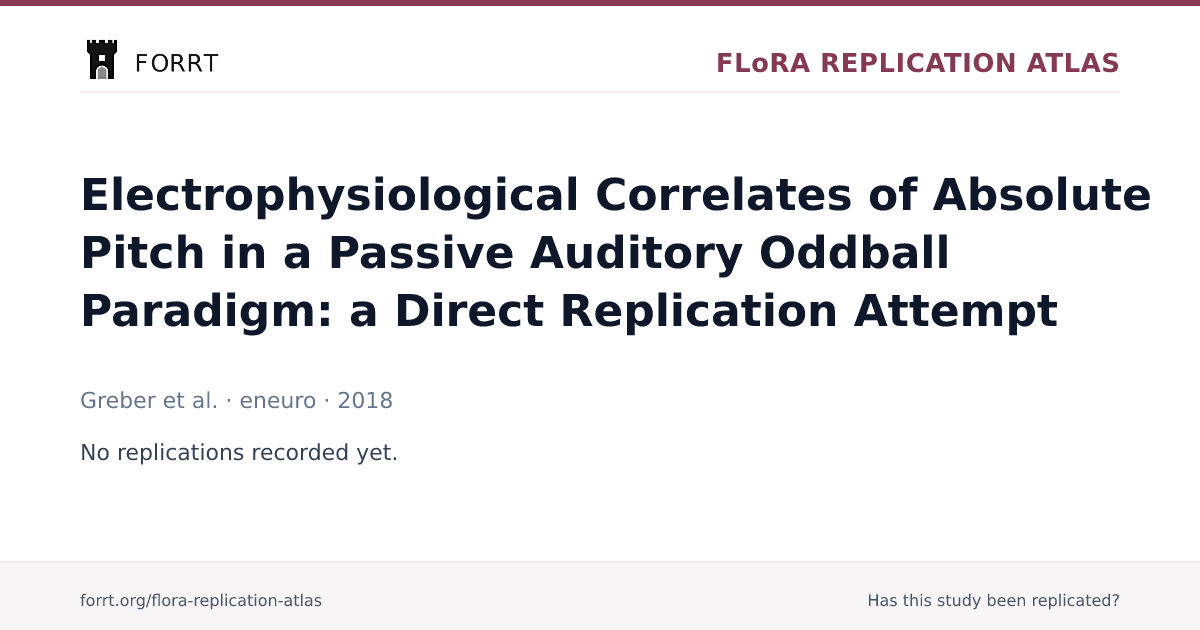 FORRT
FLoRA REPLICATION ATLAS
Electrophysiological Correlates of Absolute
Pitch in a Passive Auditory Oddball
Paradigm: a Direct Replication Attempt
Greber et al. · eneuro · 2018
No replications recorded yet.
forrt.org/flora-replication-atlas
Has this study been replicated?